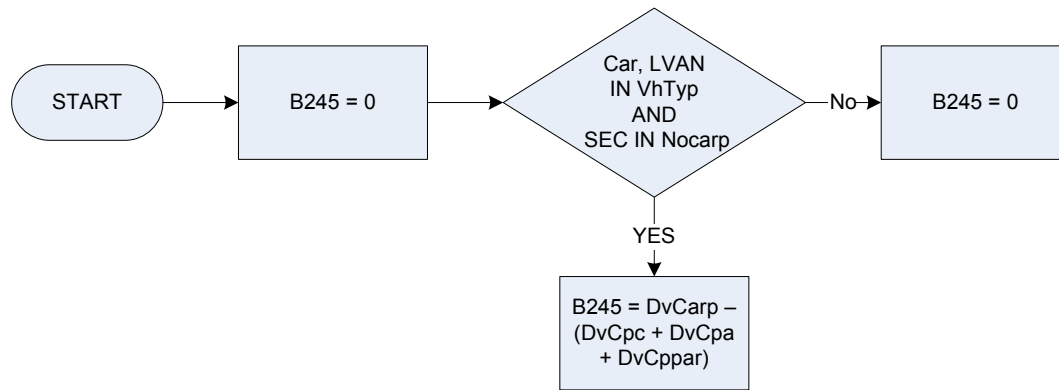 START
B245 = 0
Car, LVAN
IN VhTyp
AND
SEC IN Nocarp
No
B245 = 0
YES
B245 = DvCarp –
(DvCpc + DvCpa
+ DvCppar)